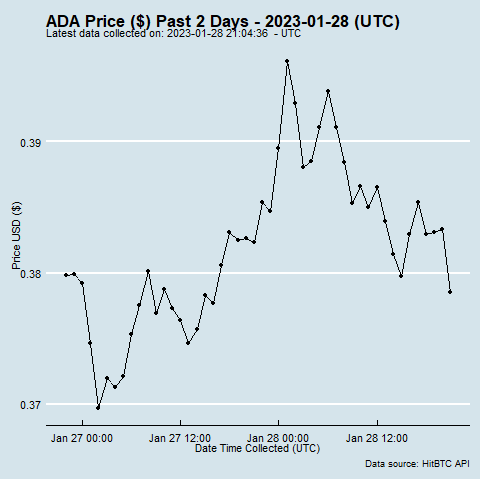 ADA Price ($) Past 2 Days - 2023-01-28 (UTC)
Latest data collected on: 2023-01-28 21:04:36 - UTC
0.39
0.38
0.37
Price USD ($)
Jan 27 00:00 Jan 27 12:00 Jan 28 00:00 Jan 28 12:00
Date Time Collected (UTC)
Data source: HitBTC API